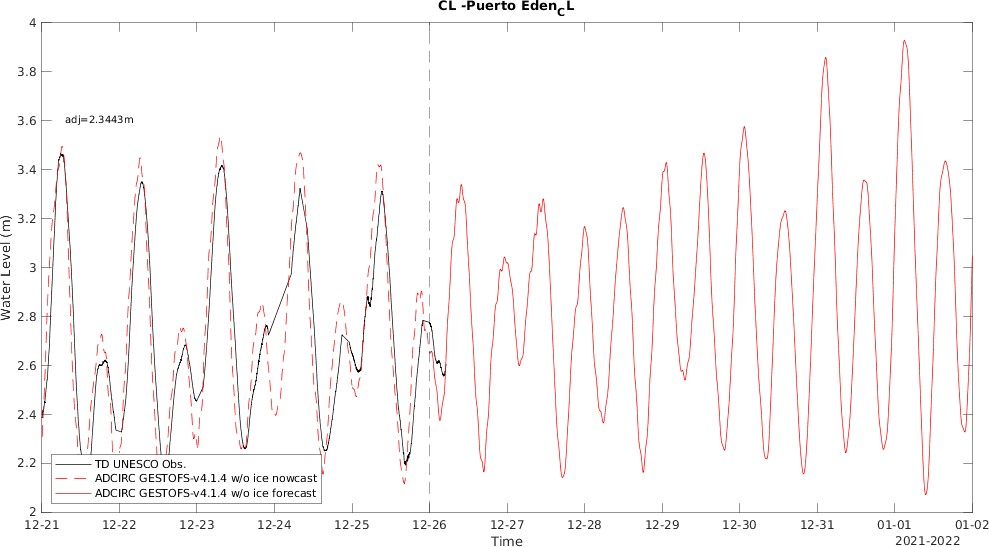 CL -Puerto Eden_CL
4
3.8
3.6
3.4
3.2
3
2.8
2.6
2.4
2.2
2
Water Level (m)
adj=2.3443m
TD UNESCO Obs.
ADCIRC GESTOFS-v4.1.4 w/o ice nowcast
ADCIRC GESTOFS-v4.1.4 w/o ice forecast
12-21 12-22 12-23 12-24 12-25 12-26 12-27 12-28 12-29 12-30 12-31 01-01 01-02
Time
2021-2022